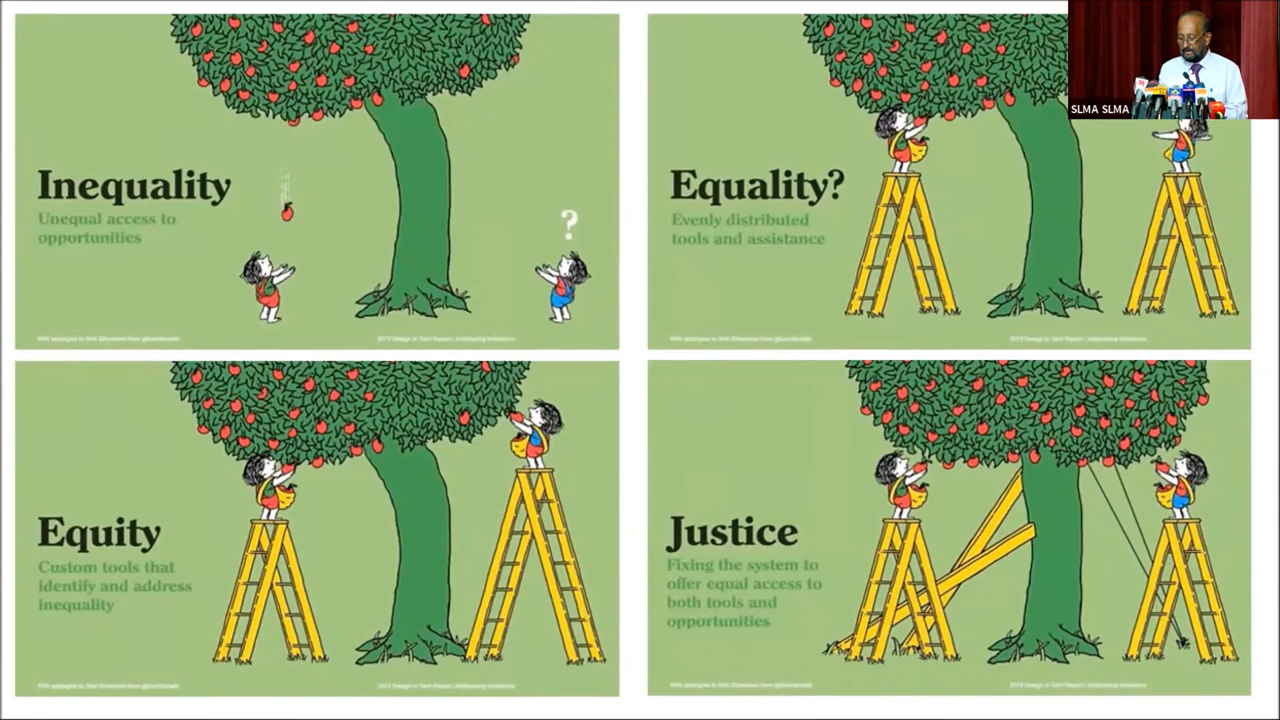 Inequality
Unequal access to
opportunities
?
Equality?
Evenly distributed
tools and assistance
SLMA SLMA
Equity
Custom tools that
identify and address
inequality
Justice
Fixing the system to
offer equal access to
both tools and
opportunities